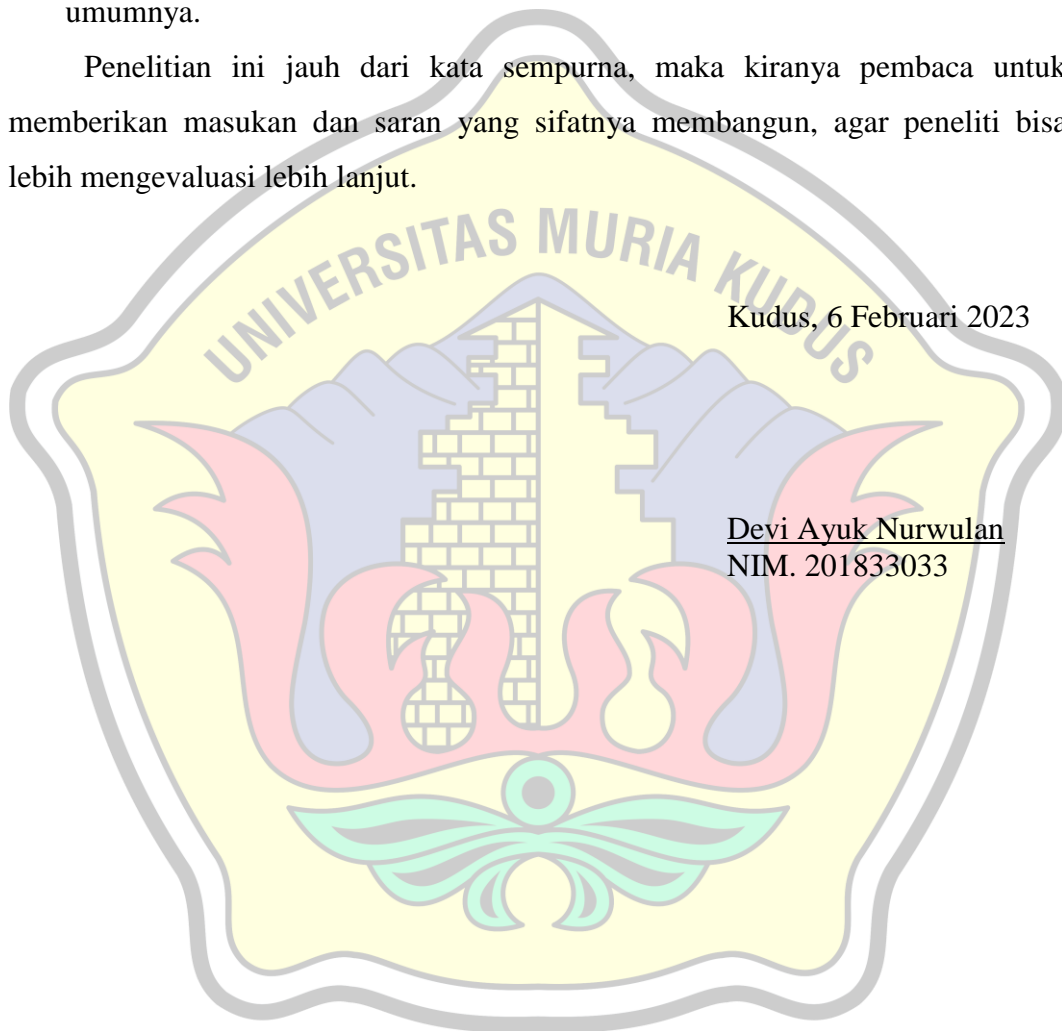 umumnya.
Penelitian ini jauh dari kata sempurna, maka kiranya pembaca untuk
memberikan masukan dan saran yang sifatnya membangun, agar peneliti bisa
lebih mengevaluasi lebih lanjut.
UNIVERSITAS MURIA KUDUS
Kudus, 6 Februari 2023
Devi Ayuk Nurwulan
NIM. 201833033